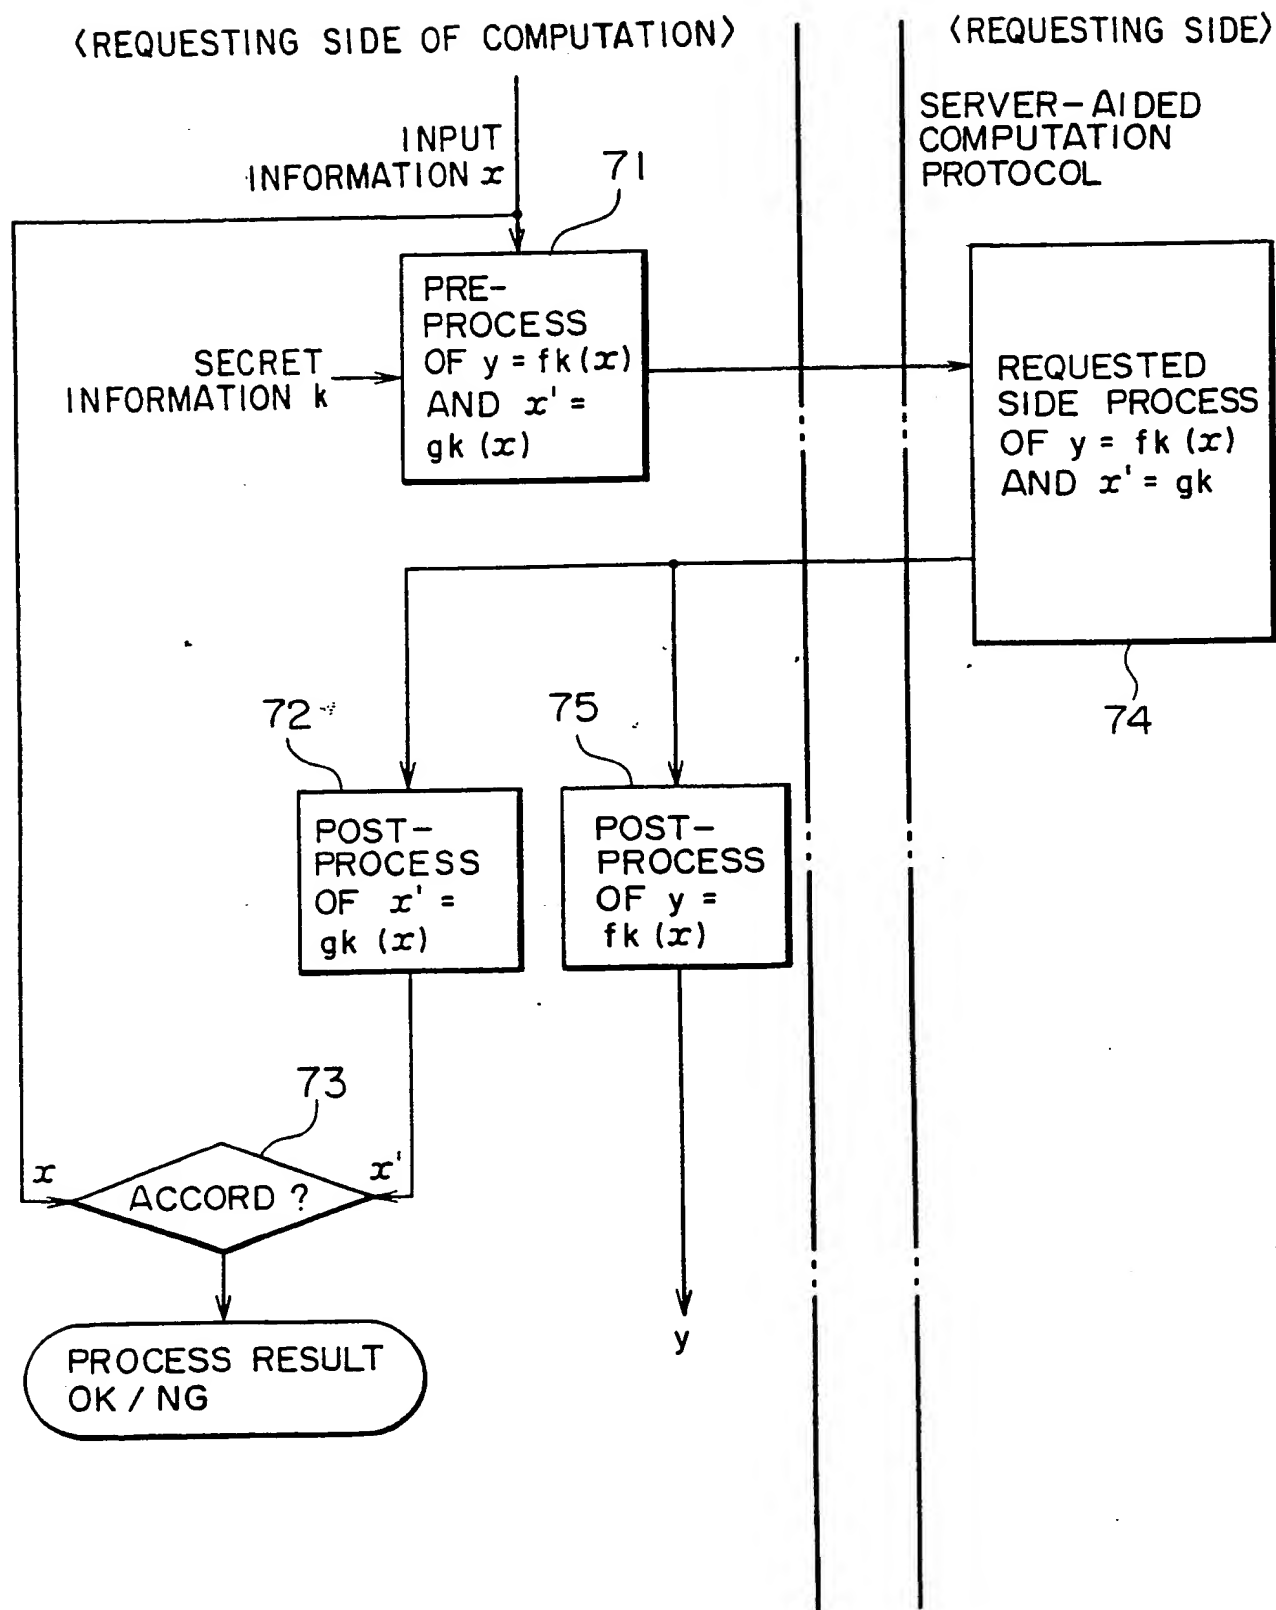 <REQUESTING SIDE OF COMPUTATION>
<REQUESTING SIDE>
SERVER-AIDED
COMPUTATION
PROTOCOL
INPUT
INFORMATION x
71
PRE-
PROCESS
OF y = fk (x)
AND x' =
gk (x)
SECRET
INFORMATION k
REQUESTED
SIDE PROCESS
OF y = fk (x)
AND x' = gk
74
72
75
POST-
PROCESS
OF x' =
gk (x)
POST-
PROCESS
OF y =
fk (x)
73
x
x'
ACCORD ?
y
PROCESS RESULT
OK / NG